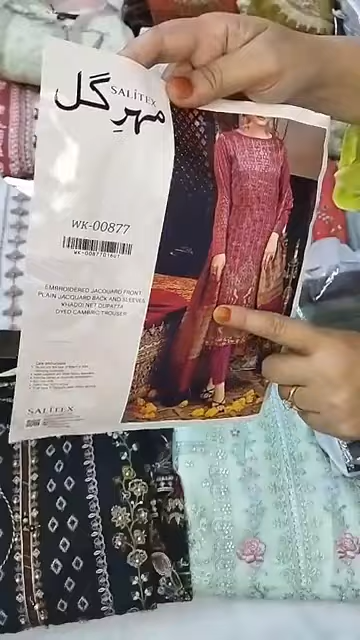 SALITEX
مہر گل
WK-00877
EMBROIDERED JACQUARD FRONT
PLAIN JACQUARD BACK AND SLEEVES
KHADDI NET DUPATTA
DYED CAMBRIC TROUSER
SALITEX